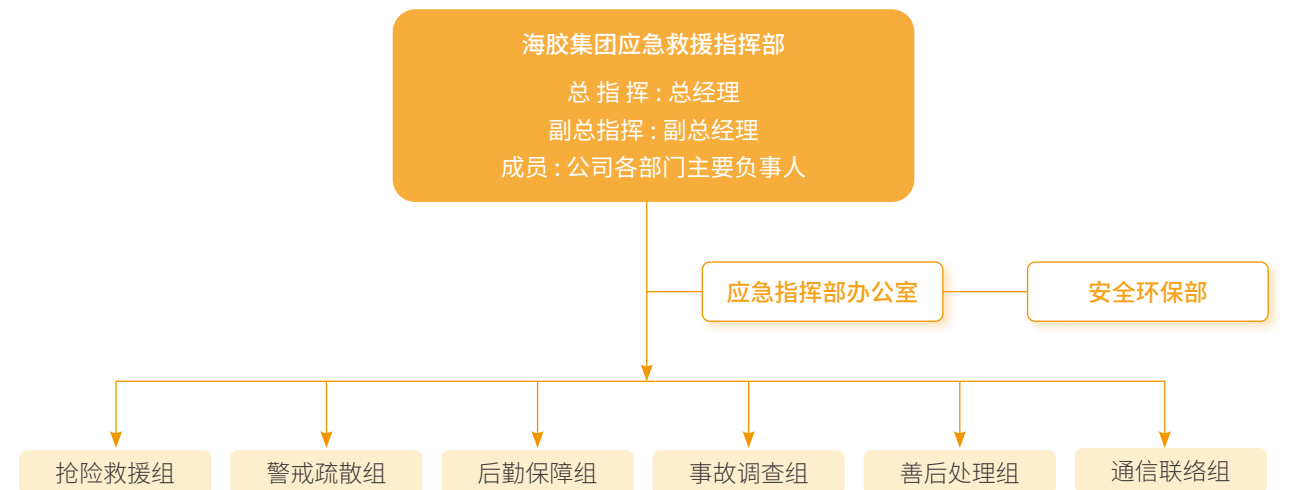 海胶集团应急救援指挥部
总 指 挥 : 总经理
副总指挥 : 副总经理
成员 : 公司各部门主要负事人
应急指挥部办公室
安全环保部
抢险救援组
警戒疏散组
后勤保障组
事故调查组
善后处理组
通信联络组